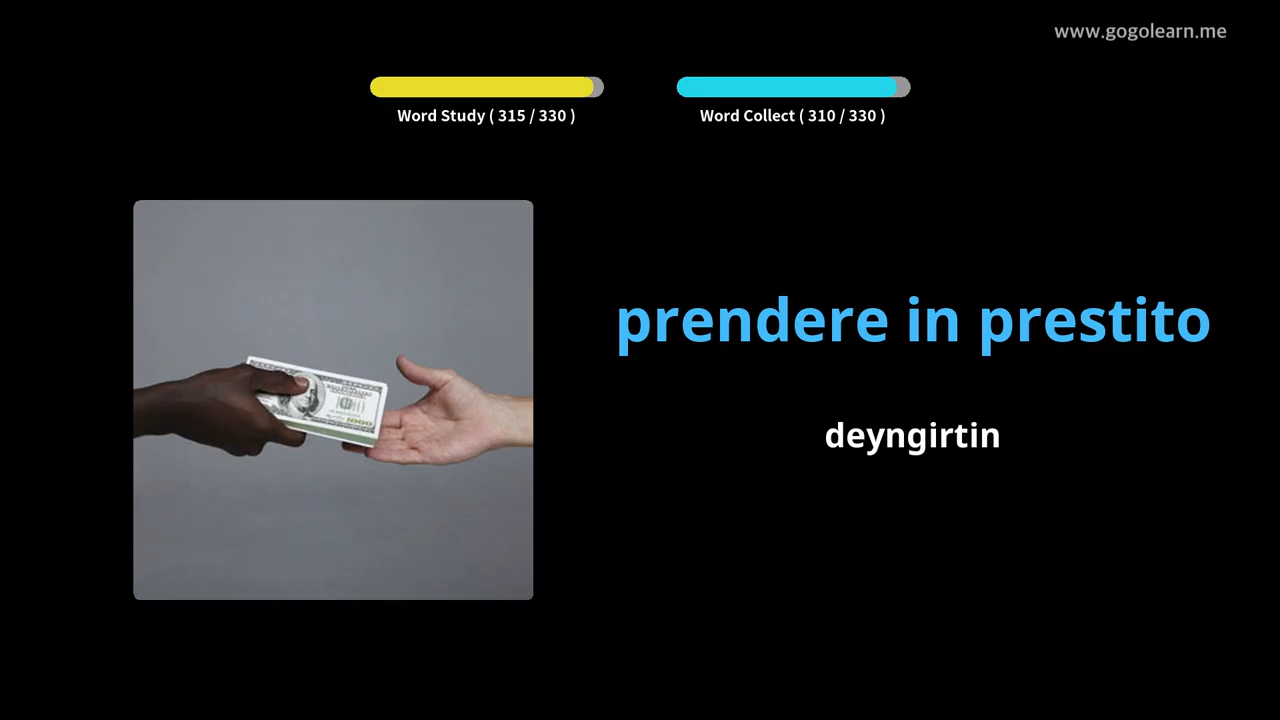 www.gogolearn.me
Word Study ( 315 / 330 )
Word Collect ( 310 / 330 )
prendere in prestito
deyngirtin